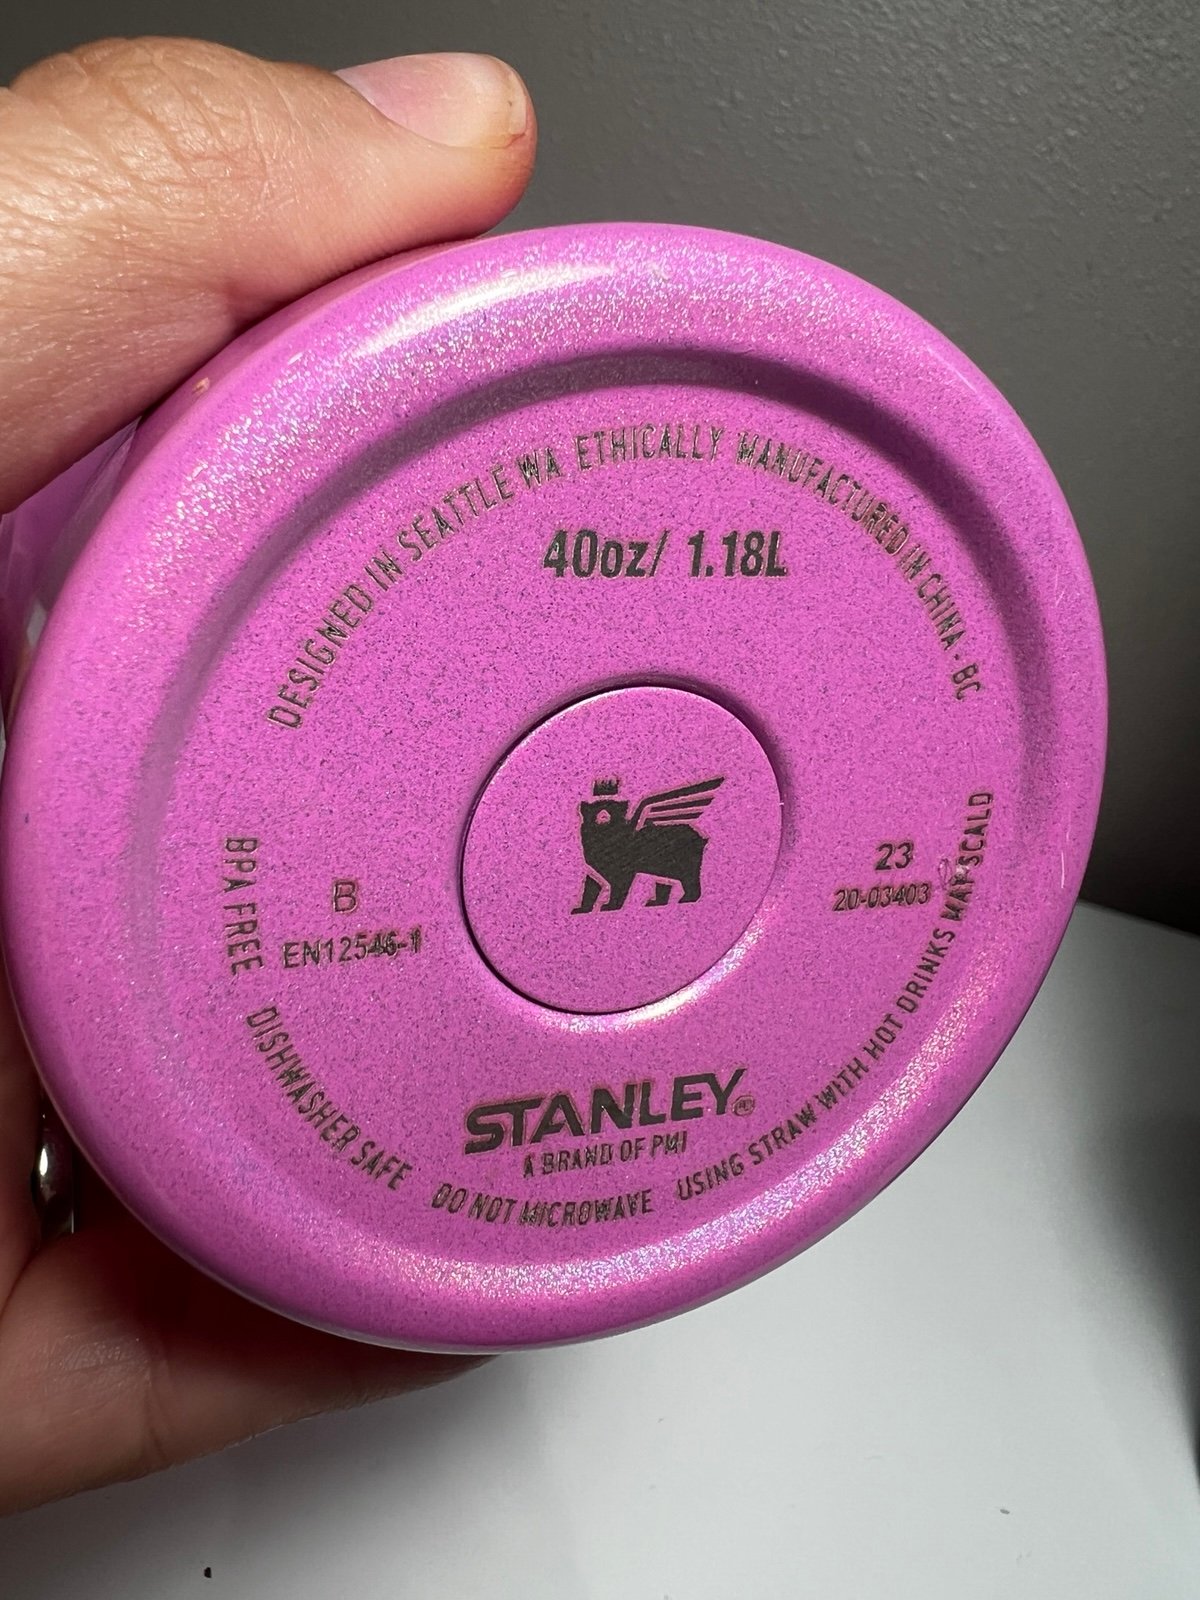 DESIGNED IN SEATTLE WA ETHICALLY MANUFACTURED IN CHINA - BC
40oz/ 1.18L
23
20-03403
B
EN12546-1
STANLEY®
A BRAND OF PMI
BPA FREE DISHWASHER SAFE DO NOT MICROWAVE USING STRAW WITH HOT DRINKS MAY SCALD